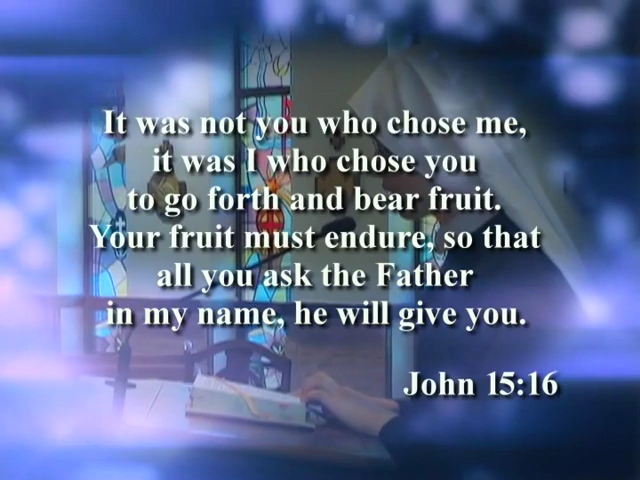 It was not you who chose me,
it was I who chose you
to go forth and bear fruit.
Your fruit must endure, so that
all you ask the Father
in my name, he will give you.
John 15:16